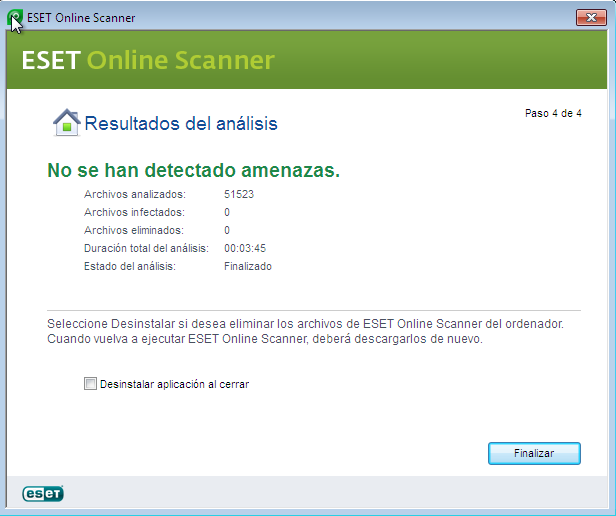 ESET Online Scanner
ESET Online Scanner
Resultados del análisis
Paso 4 de 4
No se han detectado amenazas.
Archivos analizados: 51523
Archivos infectados: 0
Archivos eliminados: 0
Duración total del análisis: 00:03:45
Estado del análisis: Finalizado
Seleccione Desinstalar si desea eliminar los archivos de ESET Online Scanner del ordenador.
Cuando vuelva a ejecutar ESET Online Scanner, deberá descargarlos de nuevo.
Desinstalar aplicación al cerrar
Finalizar
eseT